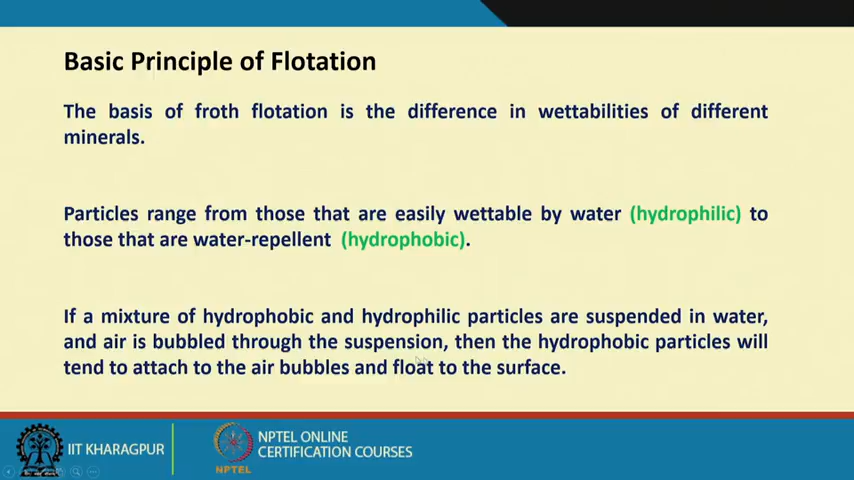 Basic Principle of Flotation
The basis of froth flotation is the difference in wettabilities of different
minerals.
Particles range from those that are easily wettable by water (hydrophilic) to
those that are water-repellent (hydrophobic).
If a mixture of hydrophobic and hydrophilic particles are suspended in water,
and air is bubbled through the suspension, then the hydrophobic particles will
tend to attach to the air bubbles and float to the surface.
IIT KHARAGPUR
NPTEL
NPTEL ONLINE
CERTIFICATION COURSES